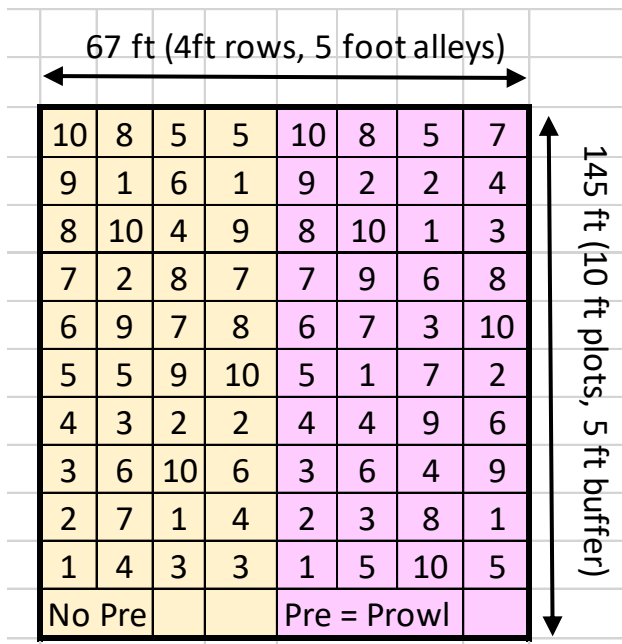 67 ft (4ft rows, 5 foot alleys)
10 8 5 5 10 8 5 7
9 1 6 1 9 2 2 4
8 10 4 9 8 10 1 3
7 2 8 7 7 9 6 8
6 9 7 8 6 7 3 10
5 5 9 10 5 1 7 2
4 3 2 2 4 4 9 6
3 6 10 6 3 6 4 9
2 7 1 4 2 3 8 1
1 4 3 3 1 5 10 5
No Pre Pre = Prowl
145 ft (10 ft plots, 5 ft buffer)